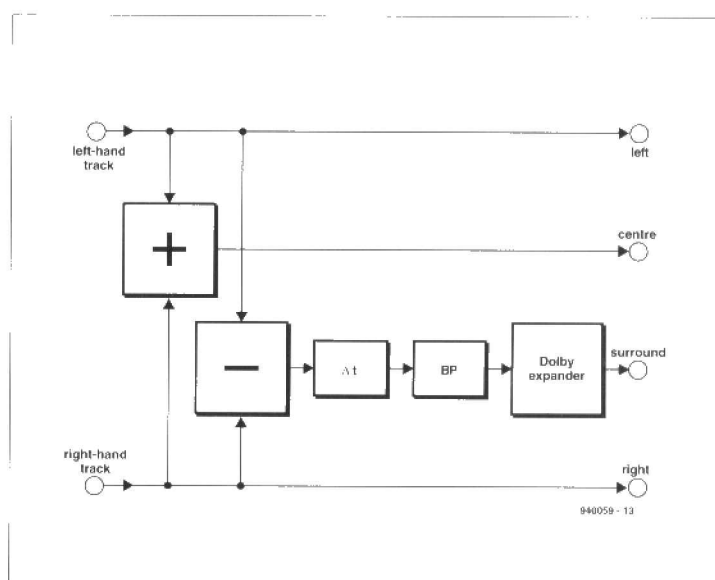 left-hand
track
left
+
centre
surround
−
Δt
BP
Dolby
expander
right-hand
track
right
940059 - 13